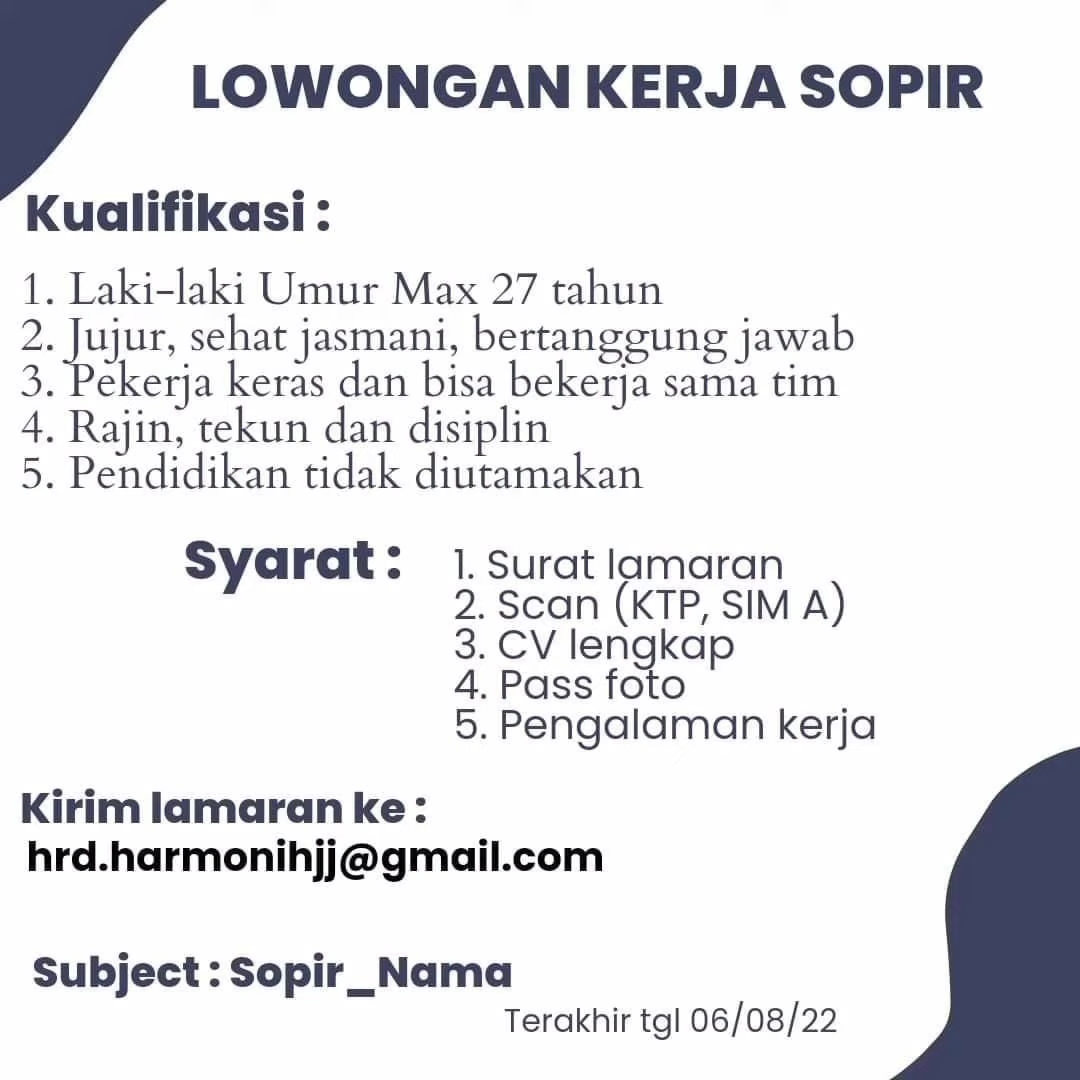 LOWONGAN KERJA SOPIR
Kualifikasi :
1. Laki-laki Umur Max 27 tahun
2. Jujur, sehat jasmani, bertanggung jawab
3. Pekerja keras dan bisa bekerja sama tim
4. Rajin, tekun dan disiplin
5. Pendidikan tidak diutamakan
Syarat :
1. Surat lamaran
2. Scan (KTP, SIM A)
3. CV lengkap
4. Pass foto
5. Pengalaman kerja
Kirim lamaran ke :
hrd.harmonihjj@gmail.com
Subject : Sopir_Nama
Terakhir tgl 06/08/22